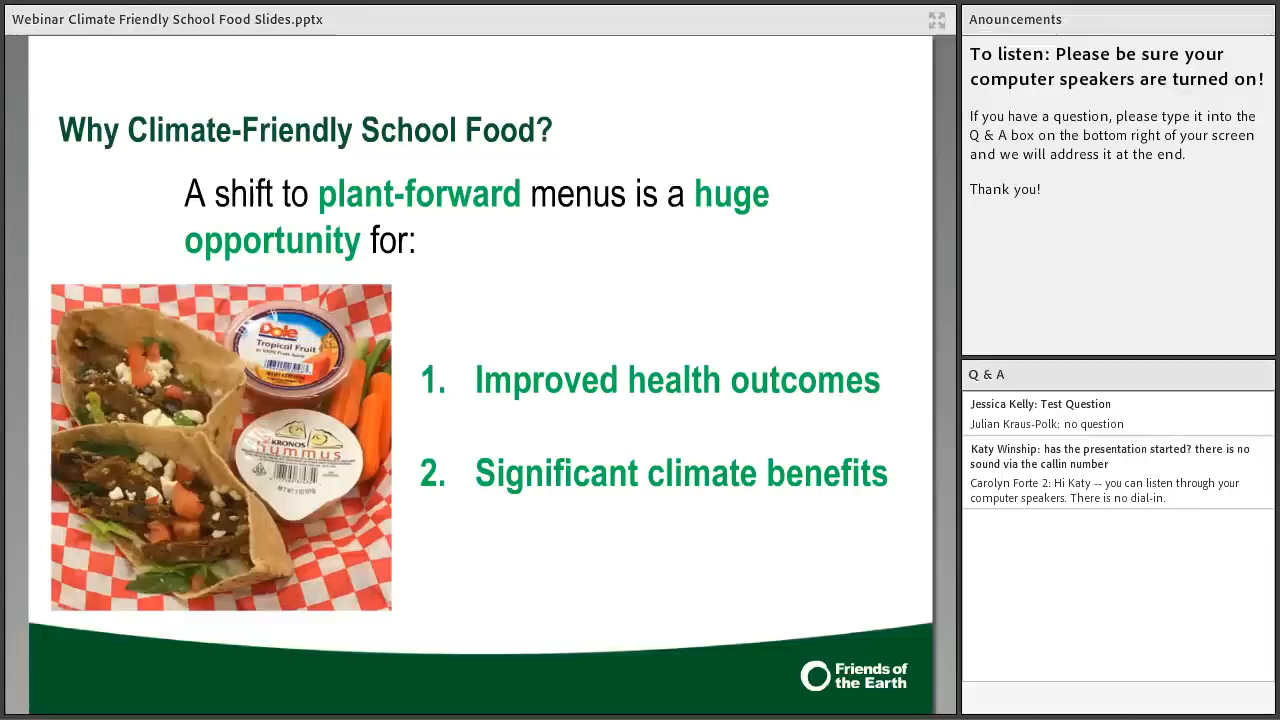 Webinar Climate Friendly School Food Slides.pptx
Why Climate-Friendly School Food?
A shift to plant-forward menus is a huge
opportunity for:
Dole
Tropical Fruit
in 100% Fruit Juice
KRONOS
hummus
1. Improved health outcomes
2. Significant climate benefits
Friends of
the Earth
Anouncements
To listen: Please be sure your
computer speakers are turned on!
If you have a question, please type it into the
Q & A box on the bottom right of your screen
and we will address it at the end.
Thank you!
Q & A
Jessica Kelly: Test Question
Julian Kraus-Polk: no question
Katy Winship: has the presentation started? there is no
sound via the callin number
Carolyn Forte 2: Hi Katy -- you can listen through your
computer speakers. There is no dial-in.